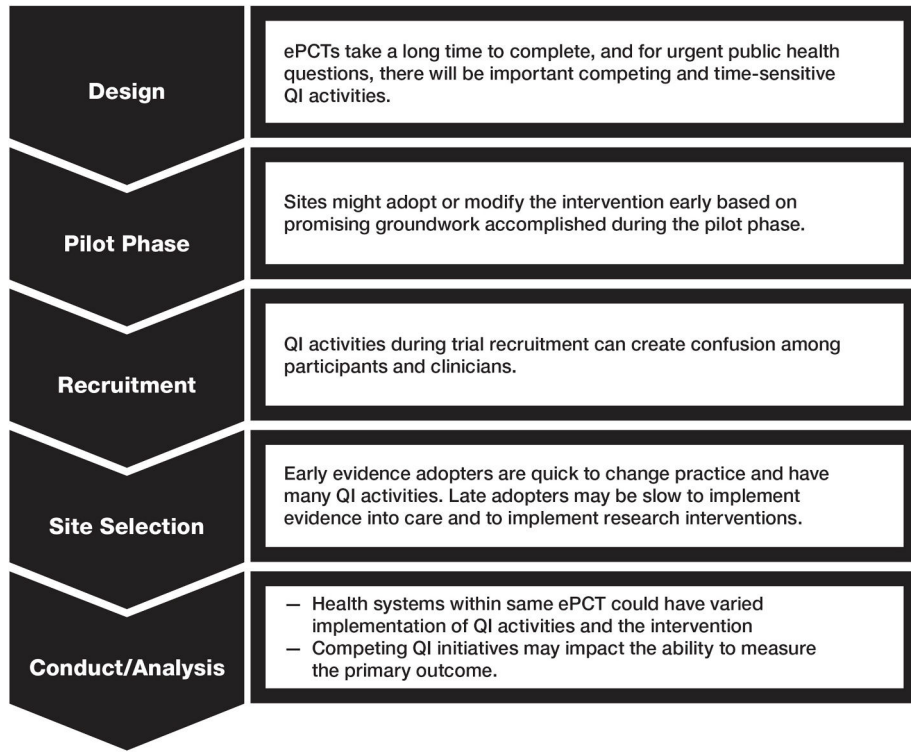 Design
ePCTs take a long time to complete, and for urgent public health
questions, there will be important competing and time-sensitive
QI activities.
Pilot Phase
Sites might adopt or modify the intervention early based on
promising groundwork accomplished during the pilot phase.
Recruitment
QI activities during trial recruitment can create confusion among
participants and clinicians.
Site Selection
Early evidence adopters are quick to change practice and have
many QI activities. Late adopters may be slow to implement
evidence into care and to implement research interventions.
Conduct/Analysis
— Health systems within same ePCT could have varied
implementation of QI activities and the intervention
— Competing QI initiatives may impact the ability to measure
the primary outcome.